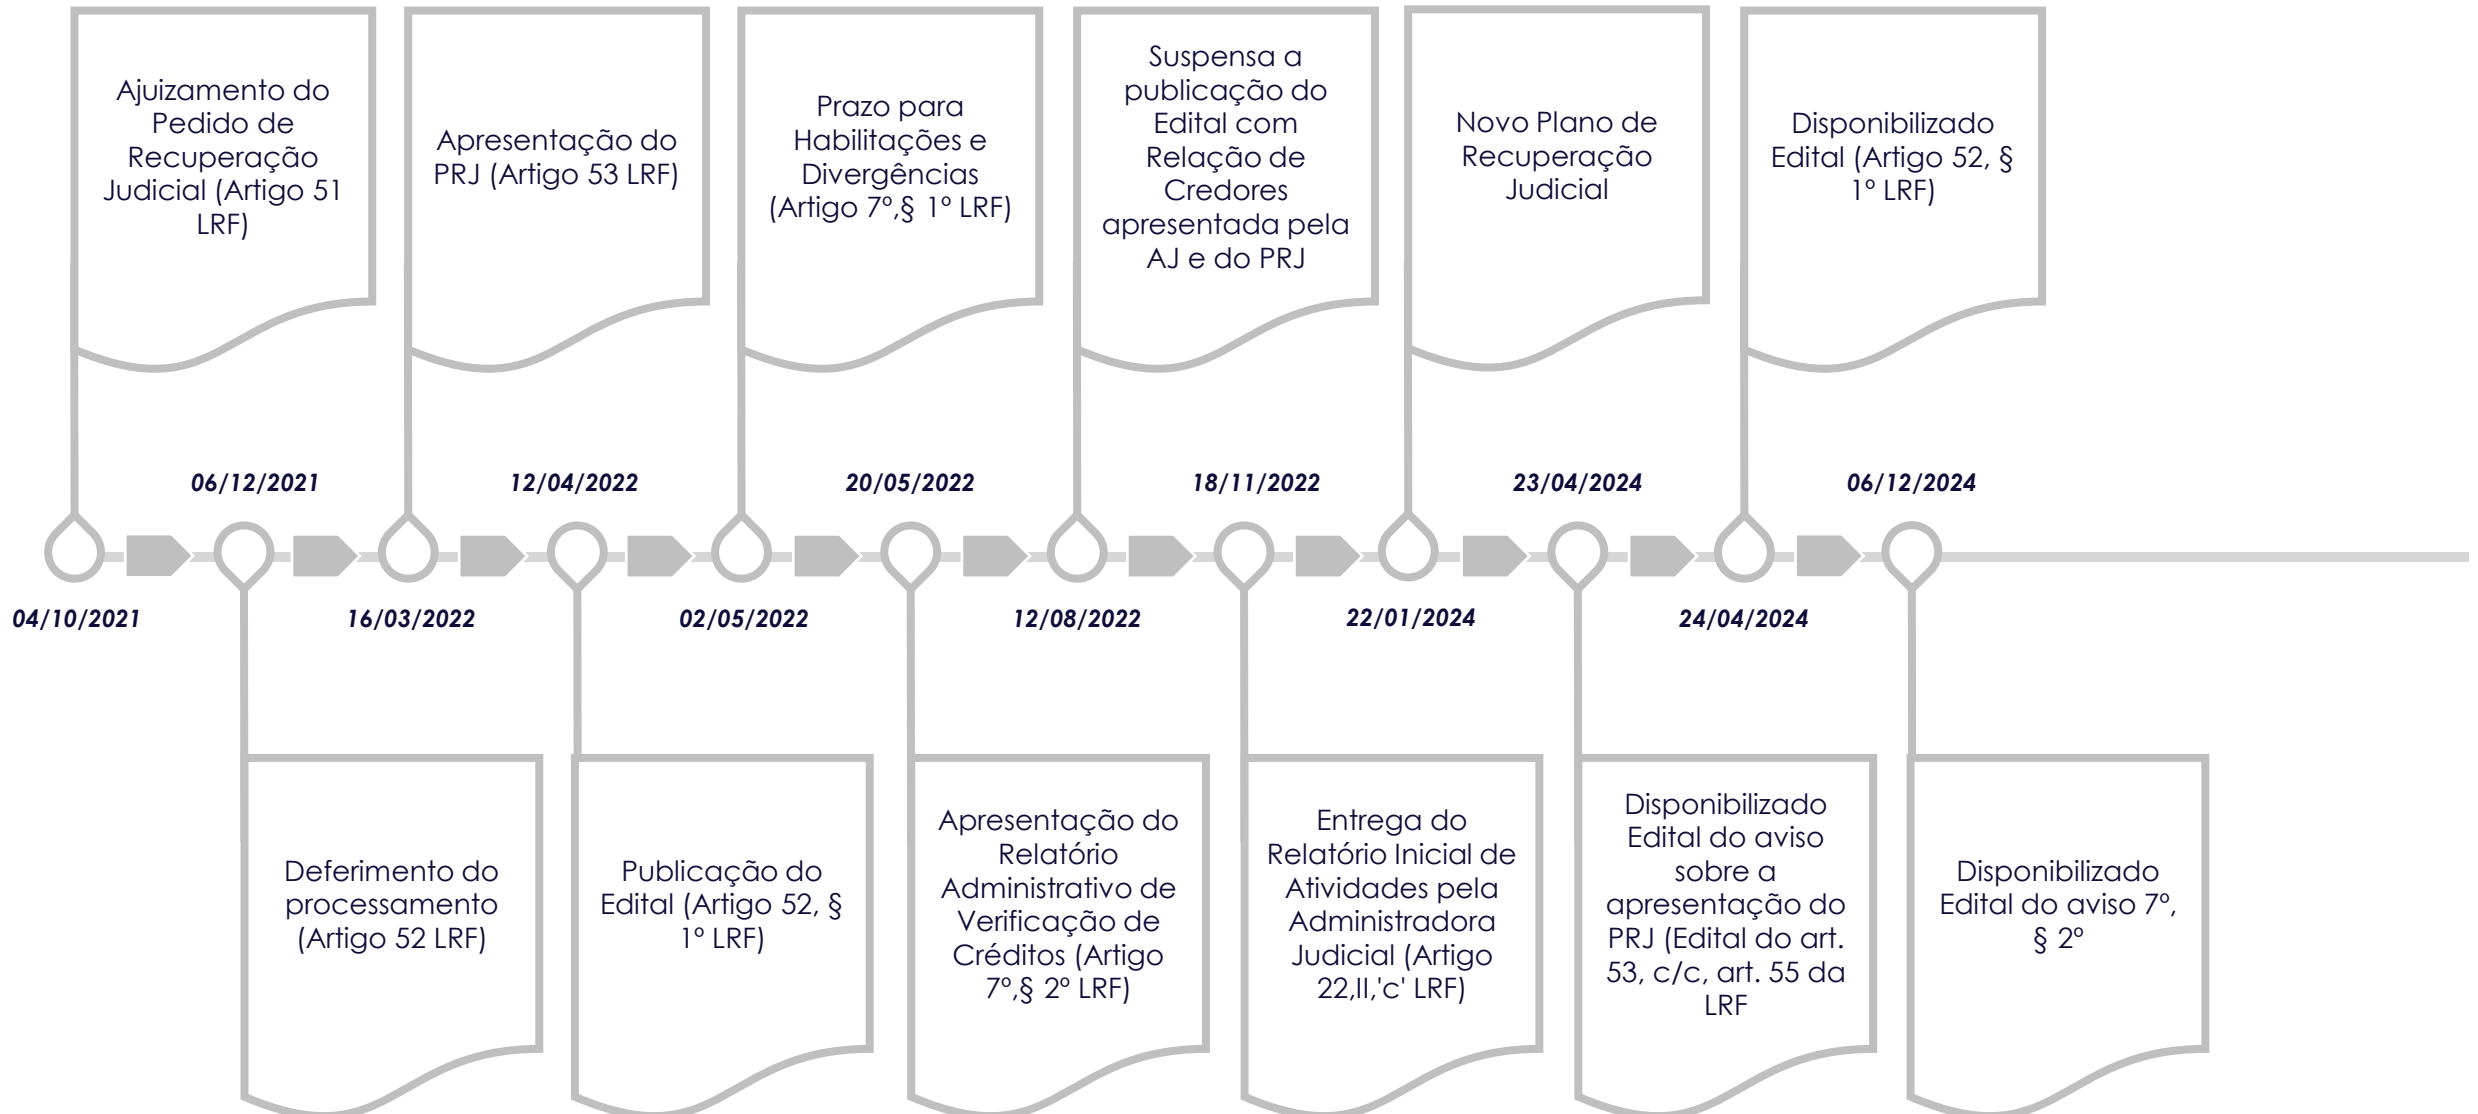 Ajuizamento do
Pedido de
Recuperação
Judicial (Artigo 51
LRF)
Apresentação do
PRJ (Artigo 53 LRF)
Prazo para
Habilitações e
Divergências
(Artigo 7º,§ 1º LRF)
Suspensa a
publicação do
Edital com
Relação de
Credores
apresentada pela
AJ e do PRJ
Novo Plano de
Recuperação
Judicial
Disponibilizado
Edital (Artigo 52, §
1º LRF)
06/12/2021
12/04/2022
20/05/2022
18/11/2022
23/04/2024
06/12/2024
04/10/2021
16/03/2022
02/05/2022
12/08/2022
22/01/2024
24/04/2024
Deferimento do
processamento
(Artigo 52 LRF)
Publicação do
Edital (Artigo 52, §
1º LRF)
Apresentação do
Relatório
Administrativo de
Verificação de
Créditos (Artigo
7º,§ 2º LRF)
Entrega do
Relatório Inicial de
Atividades pela
Administradora
Judicial (Artigo
22,II,'c' LRF)
Disponibilizado
Edital do aviso
sobre a
apresentação do
PRJ (Edital do art.
53, c/c, art. 55 da
LRF
Disponibilizado
Edital do aviso 7º,
§ 2º